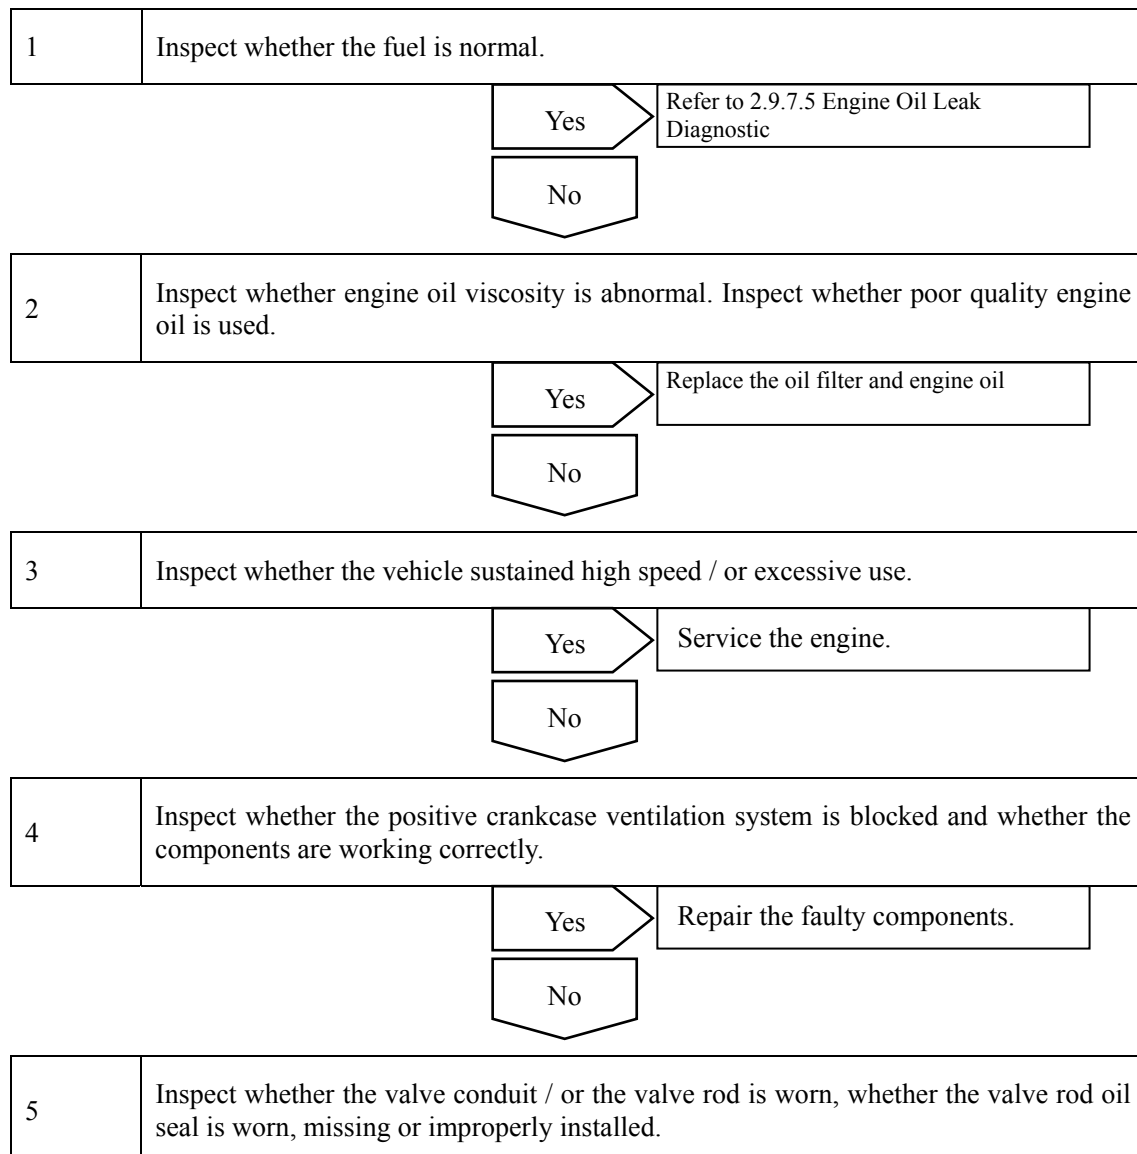 1
Inspect whether the fuel is normal.
Yes
Refer to 2.9.7.5 Engine Oil Leak
Diagnostic
No
2
Inspect whether engine oil viscosity is abnormal. Inspect whether poor quality engine
oil is used.
Yes
Replace the oil filter and engine oil
No
3
Inspect whether the vehicle sustained high speed / or excessive use.
Yes
Service the engine.
No
4
Inspect whether the positive crankcase ventilation system is blocked and whether the
components are working correctly.
Yes
Repair the faulty components.
No
5
Inspect whether the valve conduit / or the valve rod is worn, whether the valve rod oil
seal is worn, missing or improperly installed.